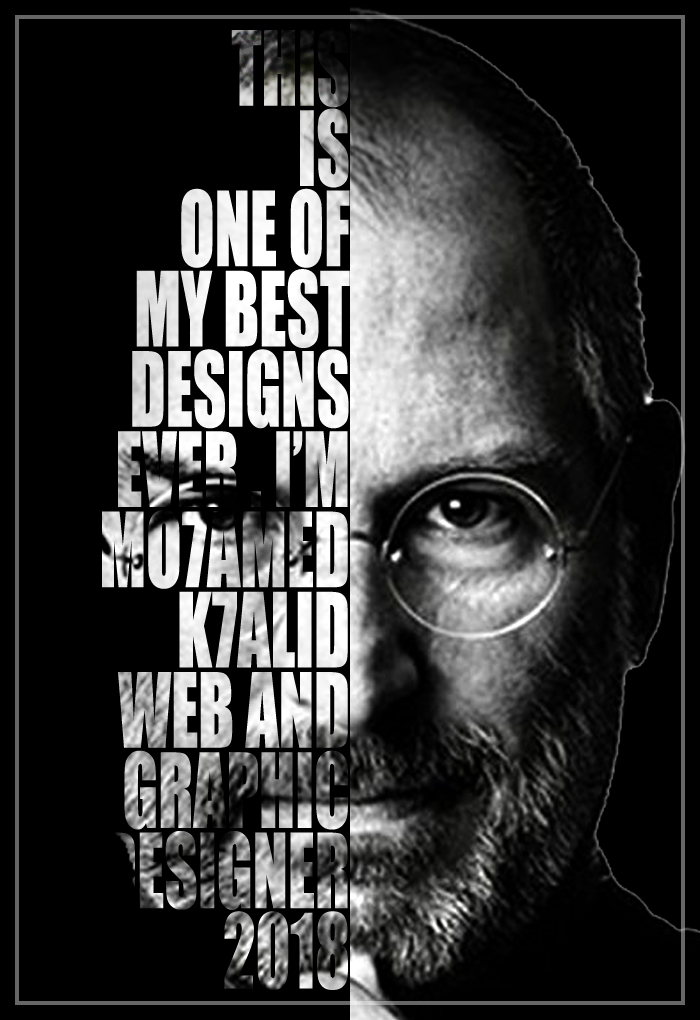 THIS
IS
ONE OF
MY BEST
DESIGNS
EVER. I'M
MO7AMED
K7ALID
WEB AND
GRAPHIC
DESIGNER
2018